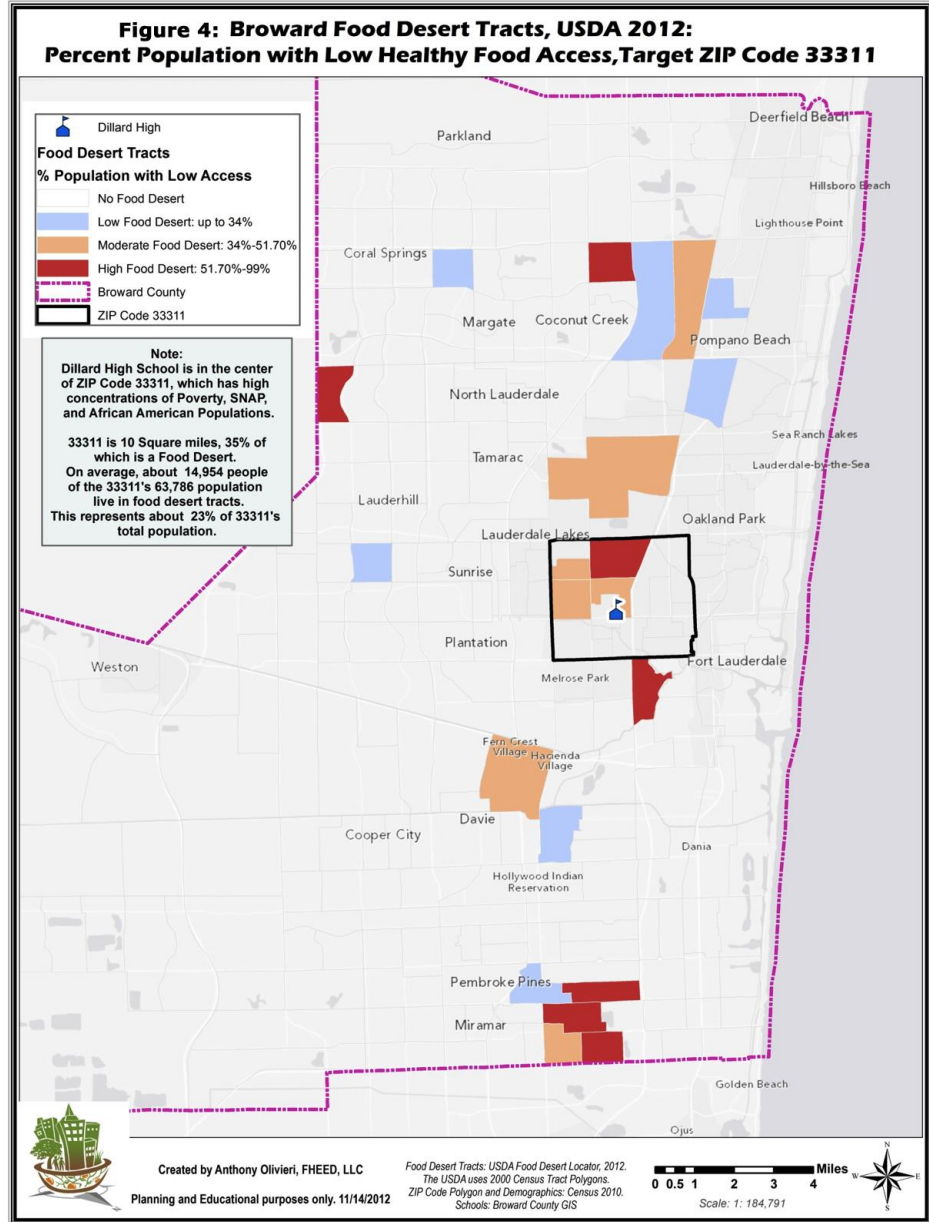 Figure 4: Broward Food Desert Tracts, USDA 2012:
Percent Population with Low Healthy Food Access,Target ZIP Code 33311
Dillard High
Food Desert Tracts
% Population with Low Access
No Food Desert
Low Food Desert: up to 34%
Moderate Food Desert: 34%-51.70%
High Food Desert: 51.70%-99%
Broward County
ZIP Code 33311
Note:
Dillard High School is in the center
of ZIP Code 33311, which has high
concentrations of Poverty, SNAP,
and African American Populations.
33311 is 10 Square miles, 35% of
which is a Food Desert.
On average, about 14,954 people
of the 33311's 63,786 population
live in food desert tracts.
This represents about 23% of 33311's
total population.
Deerfield Beach
Parkland
Hillsboro Beach
Lighthouse Point
Coral Springs
Margate
Coconut Creek
Pompano Beach
North Lauderdale
Sea Ranch Lakes
Tamarac
Lauderdale-by-the-Sea
Lauderhill
Oakland Park
Lauderdale Lakes
Sunrise
Plantation
Fort Lauderdale
Weston
Melrose Park
Fern Crest
Village
Hacienda
Village
Davie
Cooper City
Dania
Hollywood Indian
Reservation
Pembroke Pines
Miramar
Golden Beach
Ojus
Created by Anthony Olivieri, FHEED, LLC
Planning and Educational purposes only. 11/14/2012
Food Desert Tracts: USDA Food Desert Locator, 2012.
The USDA uses 2000 Census Tract Polygons.
ZIP Code Polygon and Demographics: Census 2010.
Schools: Broward County GIS
Miles
0 0.5 1 2 3 4
Scale: 1: 184,791
N
W E
S